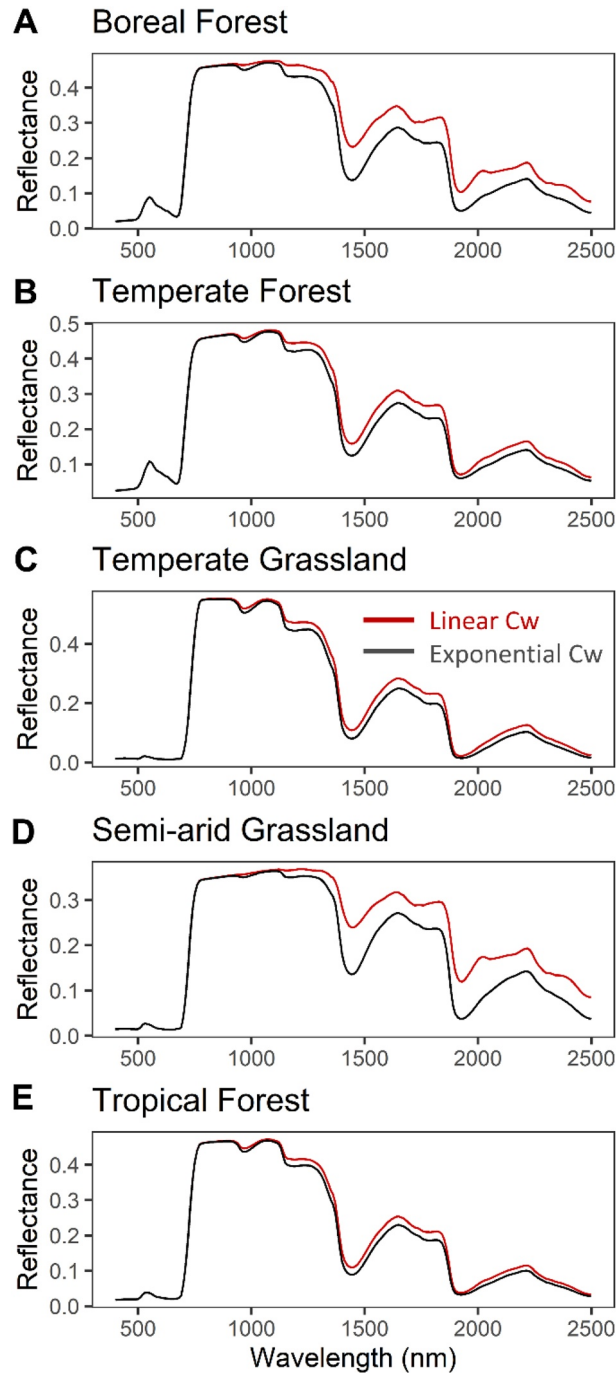 A Boreal Forest
Reflectance
0.4
0.3
0.2
0.1
0.0
500 1000 1500 2000 2500
B Temperate Forest
Reflectance
0.5
0.4
0.3
0.2
0.1
500 1000 1500 2000 2500
C Temperate Grassland
Reflectance
0.4
0.2
0.0
Linear Cw
Exponential Cw
500 1000 1500 2000 2500
D Semi-arid Grassland
Reflectance
0.3
0.2
0.1
0.0
500 1000 1500 2000 2500
E Tropical Forest
Reflectance
0.4
0.3
0.2
0.1
0.0
500 1000 1500 2000 2500
Wavelength (nm)